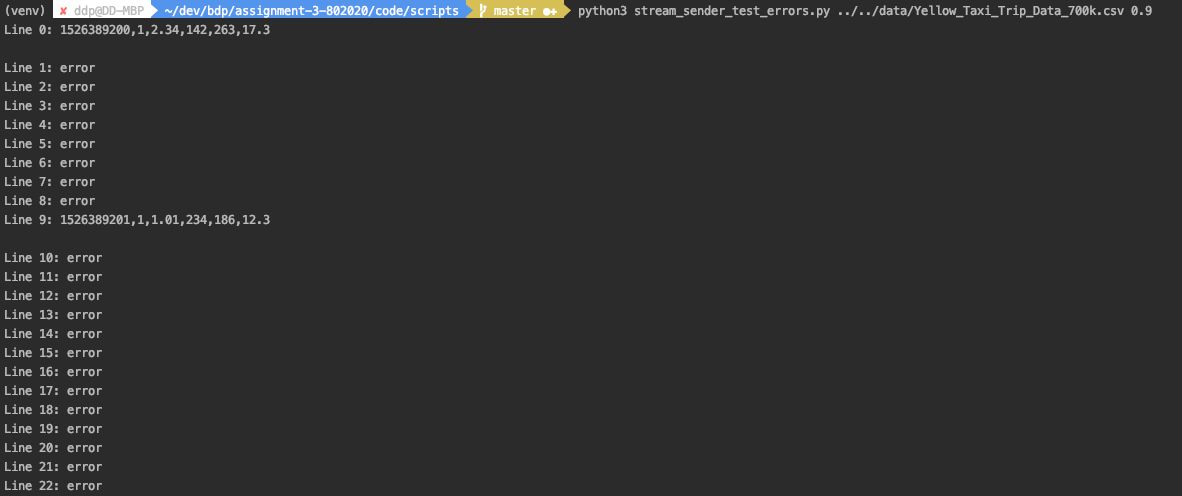 (venv) ✘ ddp@DD-MBP ~/dev/bdp/assignment-3-802020/code/scripts master ●+ python3 stream_sender_test_errors.py ../../data/Yellow_Taxi_Trip_Data_700k.csv 0.9
Line 0: 1526389200,1,2.34,142,263,17.3
Line 1: error
Line 2: error
Line 3: error
Line 4: error
Line 5: error
Line 6: error
Line 7: error
Line 8: error
Line 9: 1526389201,1,1.01,234,186,12.3
Line 10: error
Line 11: error
Line 12: error
Line 13: error
Line 14: error
Line 15: error
Line 16: error
Line 17: error
Line 18: error
Line 19: error
Line 20: error
Line 21: error
Line 22: error